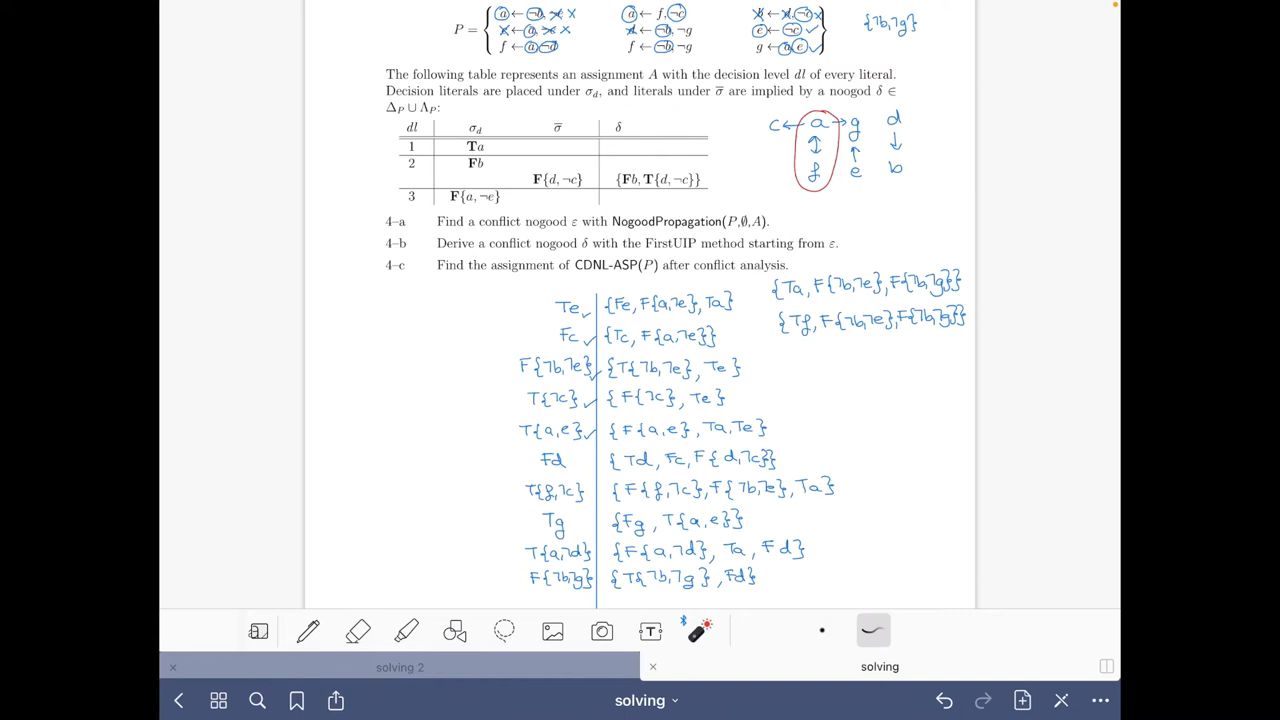 a ← ¬b, ¬e x a ← f, ¬c b ← d, ¬c x {¬b,¬g}
P = c ← a, ¬e x d ← ¬b, ¬g e ← ¬c ✓
f ← a, ¬d f ← ¬b, ¬g g ← a, e ✓
The following table represents an assignment A with the decision level dl of every literal.
Decision literals are placed under σd, and literals under σ̅ are implied by a noogod δ ∈
ΔP ∪ ΛP:
c ← a → g d
↕ ↑ ↓
f e b
dl σd σ̅ δ
1 Ta
2 Fb
F{d, ¬c} {Fb, T{d, ¬c}}
3 F{a, ¬e}
4–a Find a conflict nogood ε with NogoodPropagation(P,∅,A).
4–b Derive a conflict nogood δ with the FirstUIP method starting from ε.
4–c Find the assignment of CDNL-ASP(P) after conflict analysis.
{Ta, F{¬b,¬e}, F{¬b,¬g}}
{Tf, F{¬b,¬e}, F{¬b,¬g}}
Te ✓ {Fe, F{a,¬e}, Ta}
Fc ✓ {Tc, F{a,¬e}}
F{¬b,¬e} ✓ {T{¬b,¬e}, Te}
T{¬c} ✓ {F{¬c}, Te}
T{a,e} ✓ {F{a,e}, Ta,Te}
Fd {Td, Fc, F{d,¬c}}
T{f,¬c} {F{f,¬c}, F{¬b,¬e}, Ta}
Tg {Fg, T{a,e}}
T{a,¬d} {F{a,¬d}, Ta, Fd}
F{¬b,¬g} {T{¬b,¬g}, Fd}
T
solving 2
solving
solving